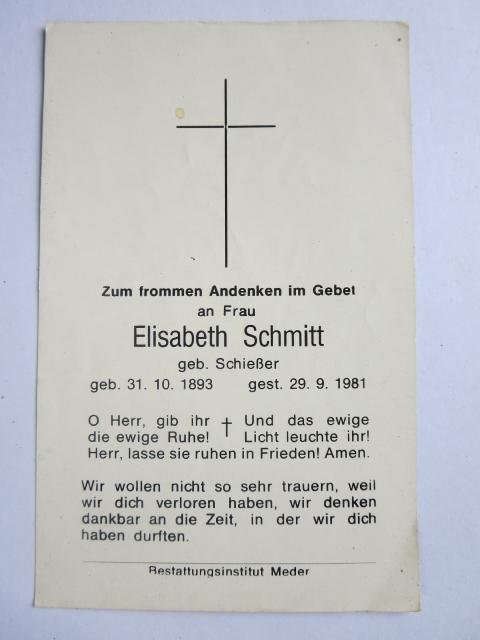 Zum frommen Andenken im Gebet
an Frau
Elisabeth Schmitt
geb. Schießer
geb. 31. 10. 1893 gest. 29. 9. 1981
O Herr, gib ihr † Und das ewige
die ewige Ruhe! Licht leuchte ihr!
Herr, lasse sie ruhen in Frieden! Amen.
Wir wollen nicht so sehr trauern, weil
wir dich verloren haben, wir denken
dankbar an die Zeit, in der wir dich
haben durften.
Bestattungsinstitut Meder